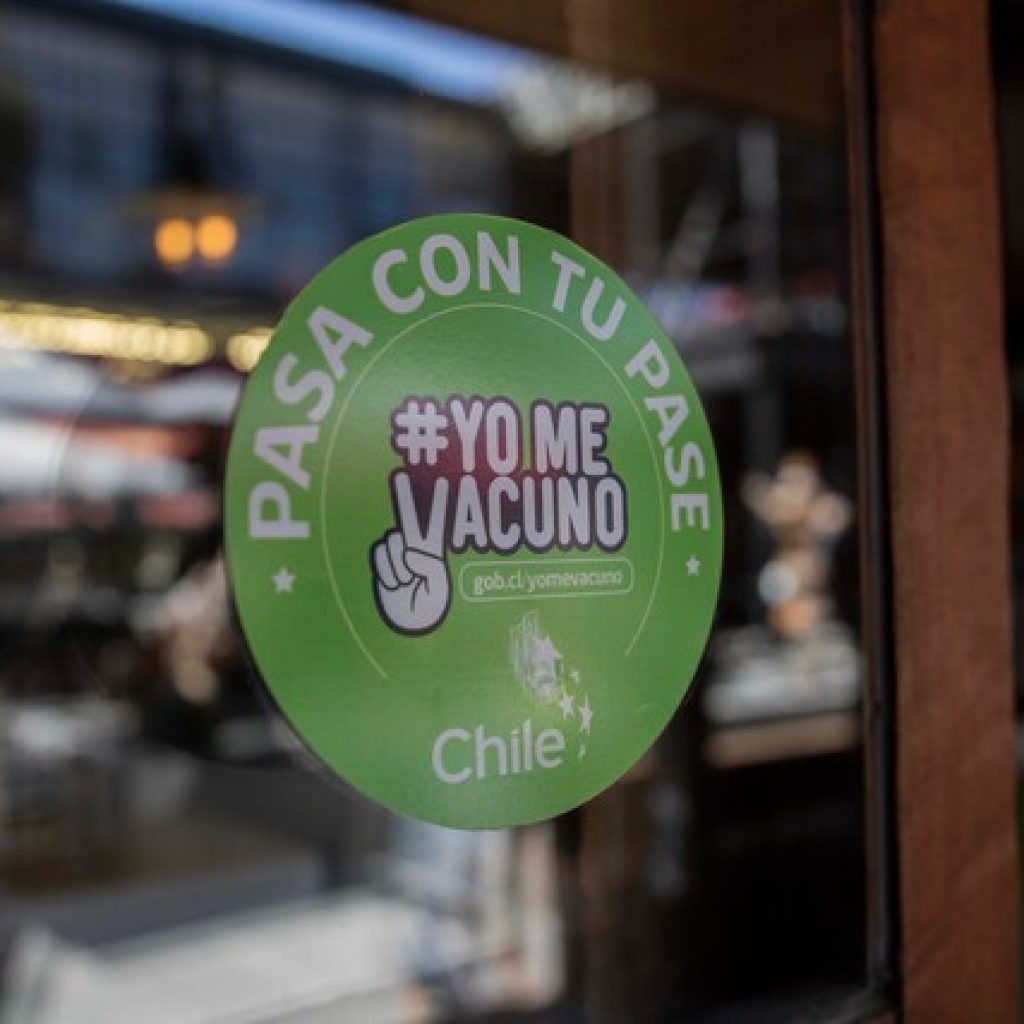 PASA CON TU PASE
#YO ME
VACUNO
gob.cl/yomevacuno
Chile